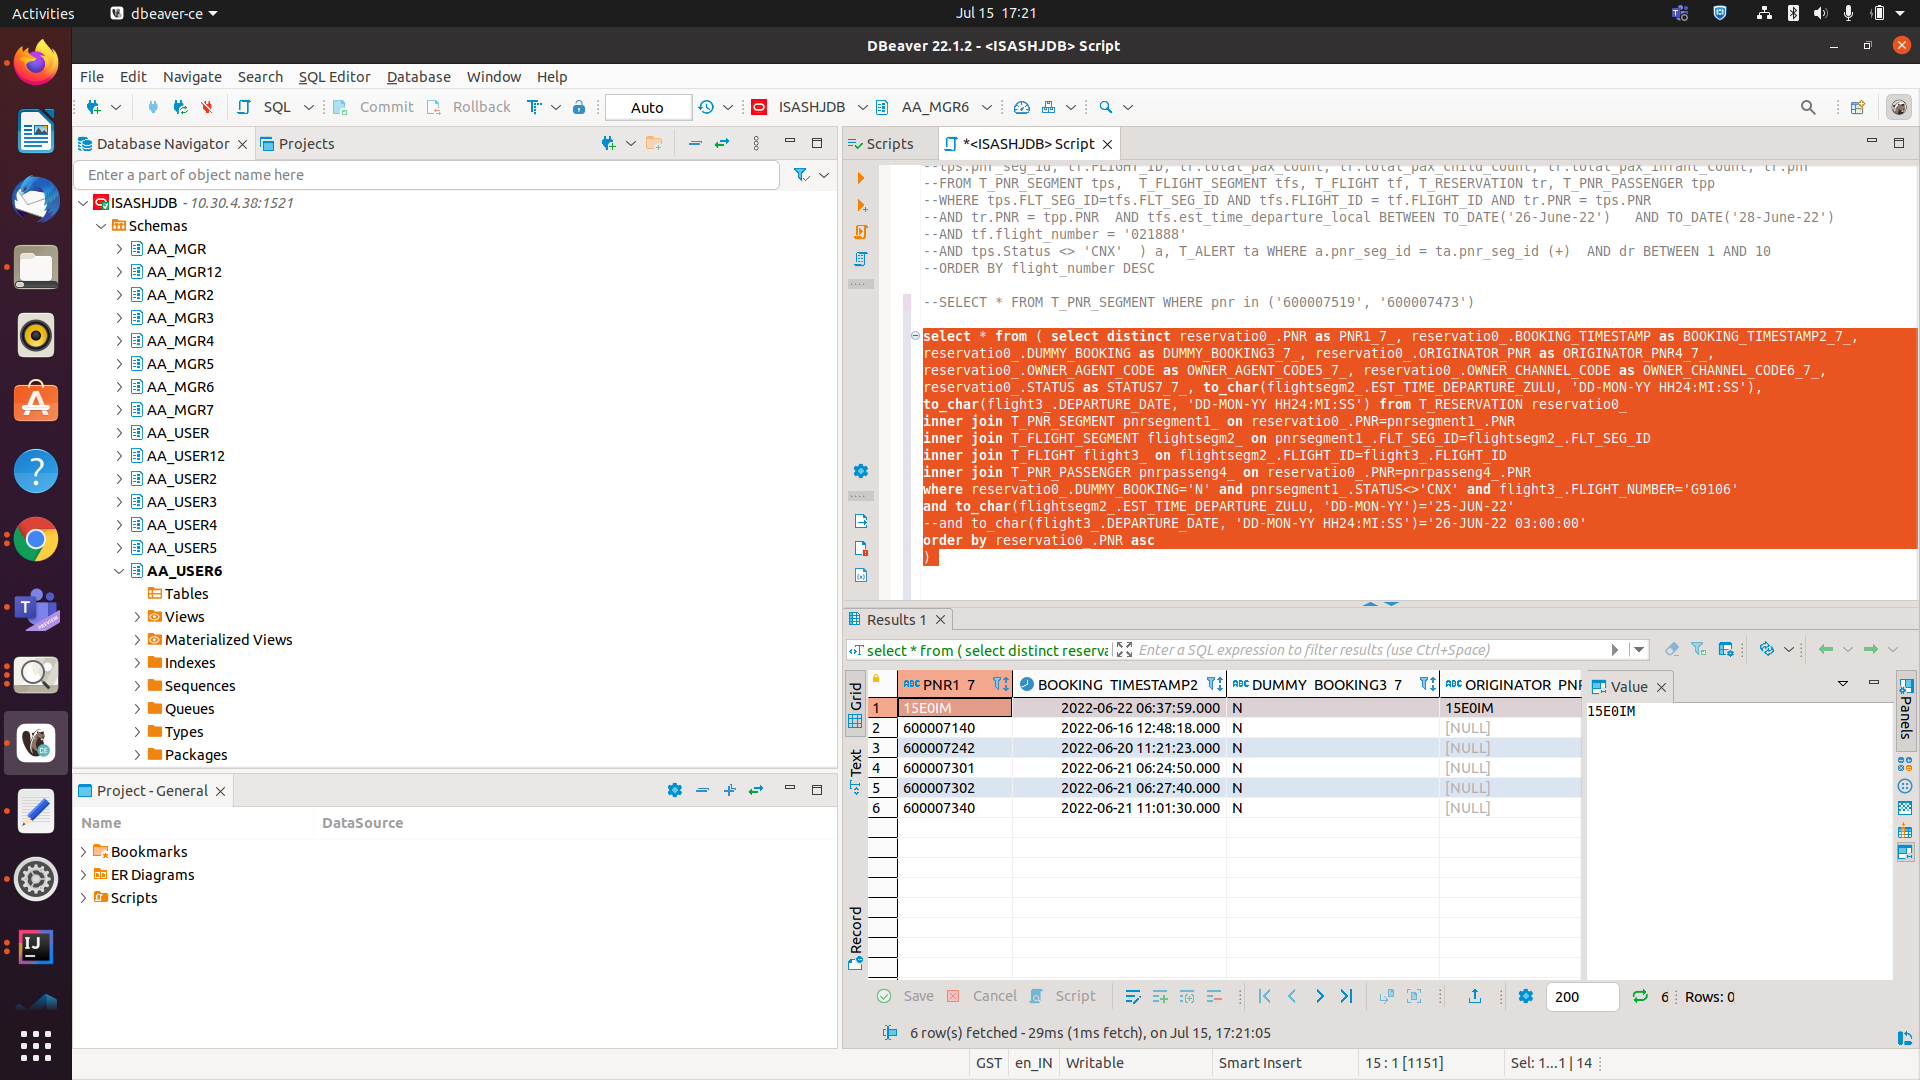 Activities
dbeaver-ce
Jul 15 17:21
DBeaver 22.1.2 - <ISASHJDB> Script
File Edit Navigate Search SQL Editor Database Window Help
SQL Commit Rollback Auto ISASHJDB AA_MGR6
Database Navigator Projects
Enter a part of object name here
ISASHJDB - 10.30.4.38:1521
Schemas
AA_MGR
AA_MGR12
AA_MGR2
AA_MGR3
AA_MGR4
AA_MGR5
AA_MGR6
AA_MGR7
AA_USER
AA_USER12
AA_USER2
AA_USER3
AA_USER4
AA_USER5
AA_USER6
Tables
Views
Materialized Views
Indexes
Sequences
Queues
Types
Packages
Project - General
Name DataSource
Bookmarks
ER Diagrams
Scripts
Scripts *<ISASHJDB> Script
--tps.pnr_seg_id, tf.FLIGHT_ID, tr.total_pax_count, tr.total_pax_child_count, tr.total_pax_infant_count, tr.pnr
--FROM T_PNR_SEGMENT tps, T_FLIGHT_SEGMENT tfs, T_FLIGHT tf, T_RESERVATION tr, T_PNR_PASSENGER tpp
--WHERE tps.FLT_SEG_ID=tfs.FLT_SEG_ID AND tfs.FLIGHT_ID = tf.FLIGHT_ID AND tr.PNR = tps.PNR
--AND tr.PNR = tpp.PNR AND tfs.est_time_departure_local BETWEEN TO_DATE('26-June-22') AND TO_DATE('28-June-22')
--AND tf.flight_number = '021888'
--AND tps.Status <> 'CNX' ) a, T_ALERT ta WHERE a.pnr_seg_id = ta.pnr_seg_id (+) AND dr BETWEEN 1 AND 10
--ORDER BY flight_number DESC
--SELECT * FROM T_PNR_SEGMENT WHERE pnr in ('600007519', '600007473')
select * from ( select distinct reservatio0_.PNR as PNR1_7_, reservatio0_.BOOKING_TIMESTAMP as BOOKING_TIMESTAMP2_7_,
reservatio0_.DUMMY_BOOKING as DUMMY_BOOKING3_7_, reservatio0_.ORIGINATOR_PNR as ORIGINATOR_PNR4_7_,
reservatio0_.OWNER_AGENT_CODE as OWNER_AGENT_CODE5_7_, reservatio0_.OWNER_CHANNEL_CODE as OWNER_CHANNEL_CODE6_7_,
reservatio0_.STATUS as STATUS7_7_, to_char(flightsegm2_.EST_TIME_DEPARTURE_ZULU, 'DD-MON-YY HH24:MI:SS'),
to_char(flight3_.DEPARTURE_DATE, 'DD-MON-YY HH24:MI:SS') from T_RESERVATION reservatio0_
inner join T_PNR_SEGMENT pnrsegment1_ on reservatio0_.PNR=pnrsegment1_.PNR
inner join T_FLIGHT_SEGMENT flightsegm2_ on pnrsegment1_.FLT_SEG_ID=flightsegm2_.FLT_SEG_ID
inner join T_FLIGHT flight3_ on flightsegm2_.FLIGHT_ID=flight3_.FLIGHT_ID
inner join T_PNR_PASSENGER pnrpasseng4_ on reservatio0_.PNR=pnrpasseng4_.PNR
where reservatio0_.DUMMY_BOOKING='N' and pnrsegment1_.STATUS<>'CNX' and flight3_.FLIGHT_NUMBER='G9106'
and to_char(flightsegm2_.EST_TIME_DEPARTURE_ZULU, 'DD-MON-YY')='25-JUN-22'
--and to_char(flight3_.DEPARTURE_DATE, 'DD-MON-YY HH24:MI:SS')='26-JUN-22 03:00:00'
order by reservatio0_.PNR asc
)
Results 1
select * from ( select distinct reserva Enter a SQL expression to filter results (use Ctrl+Space)
Grid
Text
Record
PNR1_7 BOOKING_TIMESTAMP2 DUMMY_BOOKING3_7 ORIGINATOR_PNR
1 15E0IM 2022-06-22 06:37:59.000 N 15E0IM
2 600007140 2022-06-16 12:48:18.000 N [NULL]
3 600007242 2022-06-20 11:21:23.000 N [NULL]
4 600007301 2022-06-21 06:24:50.000 N [NULL]
5 600007302 2022-06-21 06:27:40.000 N [NULL]
6 600007340 2022-06-21 11:01:30.000 N [NULL]
Value
15E0IM
Panels
Save Cancel Script 200 6 Rows: 0
6 row(s) fetched - 29ms (1ms fetch), on Jul 15, 17:21:05
GST en_IN Writable Smart Insert 15 : 1 [1151] Sel: 1...1 | 14